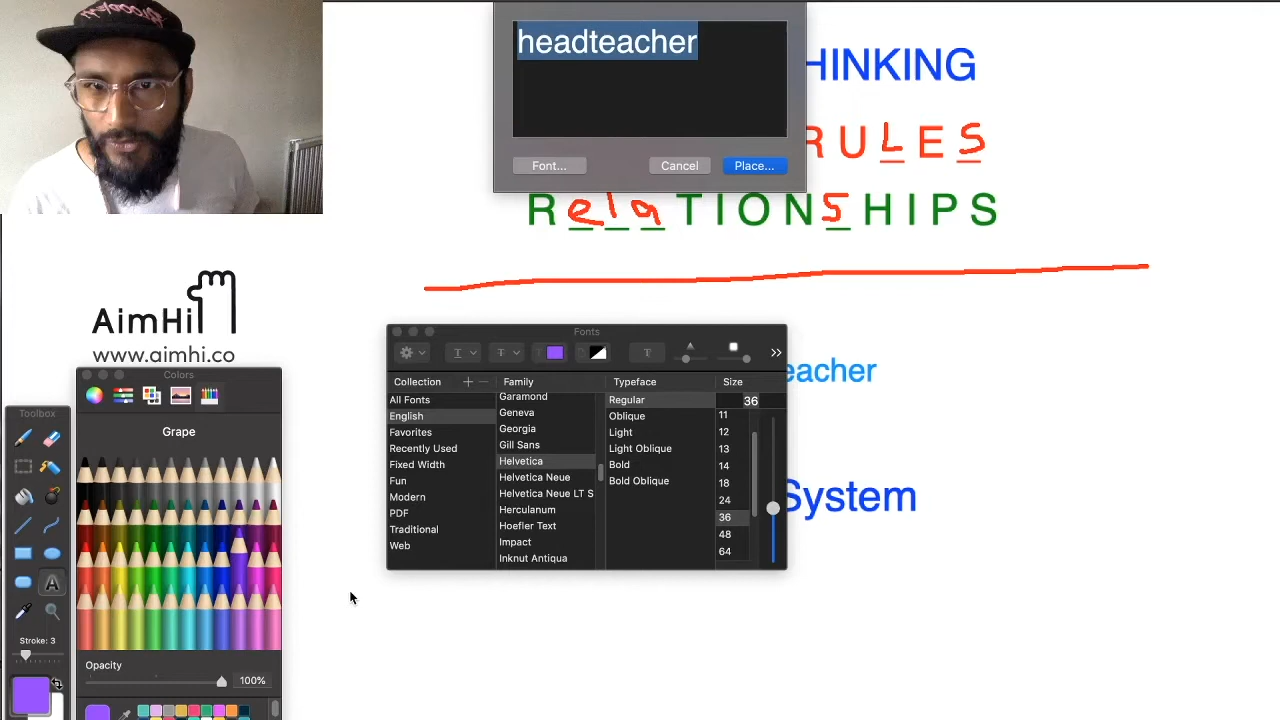 headteacher
Font...
Cancel
Place...
HINKING
RULES
RelaTIONsHIPS
AimHi
www.aimhi.co
Fonts
Collection
Family
Typeface
Size
All Fonts
English
Favorites
Recently Used
Fixed Width
Fun
Modern
PDF
Traditional
Web
Garamond
Geneva
Georgia
Gill Sans
Helvetica
Helvetica Neue
Helvetica Neue LT S
Herculanum
Hoefler Text
Impact
Inknut Antiqua
Regular
Oblique
Light
Light Oblique
Bold
Bold Oblique
36
11
12
13
14
18
24
36
48
64
eacher
System
Colors
Grape
Opacity
100%
Toolbox
Stroke: 3